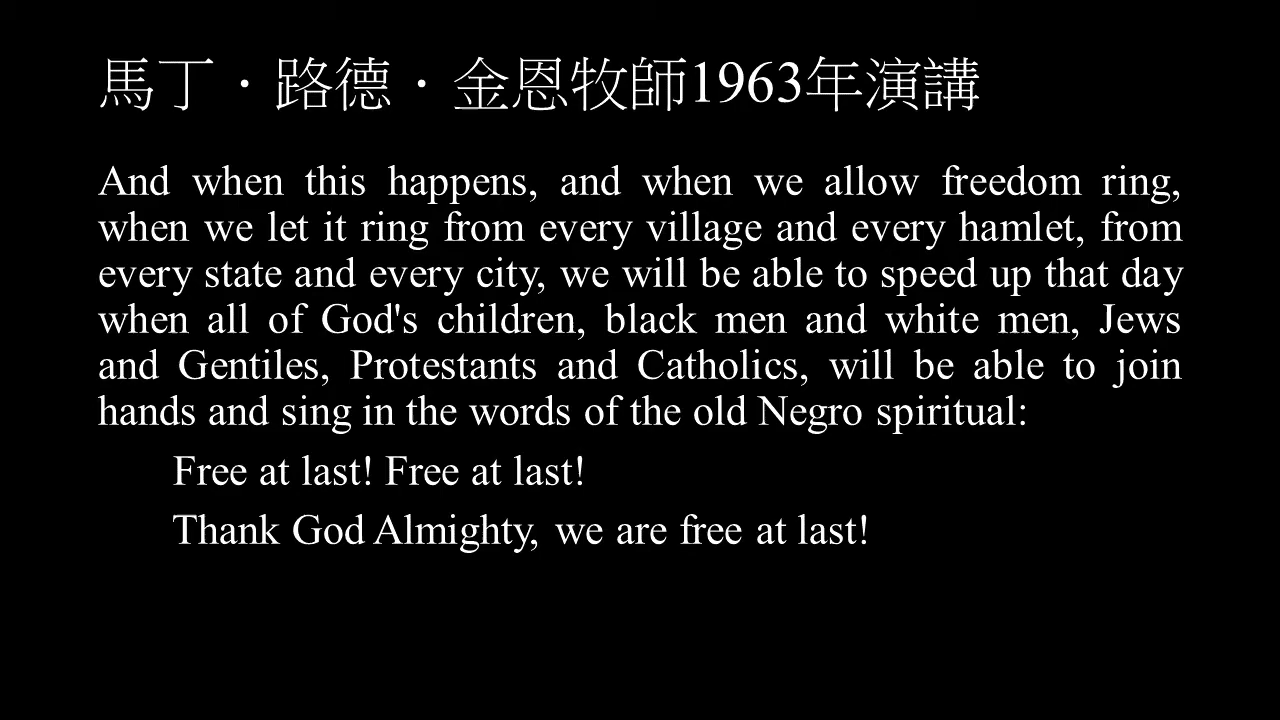 馬丁．路德．金恩牧師1963年演講
And when this happens, and when we allow freedom ring,
when we let it ring from every village and every hamlet, from
every state and every city, we will be able to speed up that day
when all of God's children, black men and white men, Jews
and Gentiles, Protestants and Catholics, will be able to join
hands and sing in the words of the old Negro spiritual:
Free at last! Free at last!
Thank God Almighty, we are free at last!